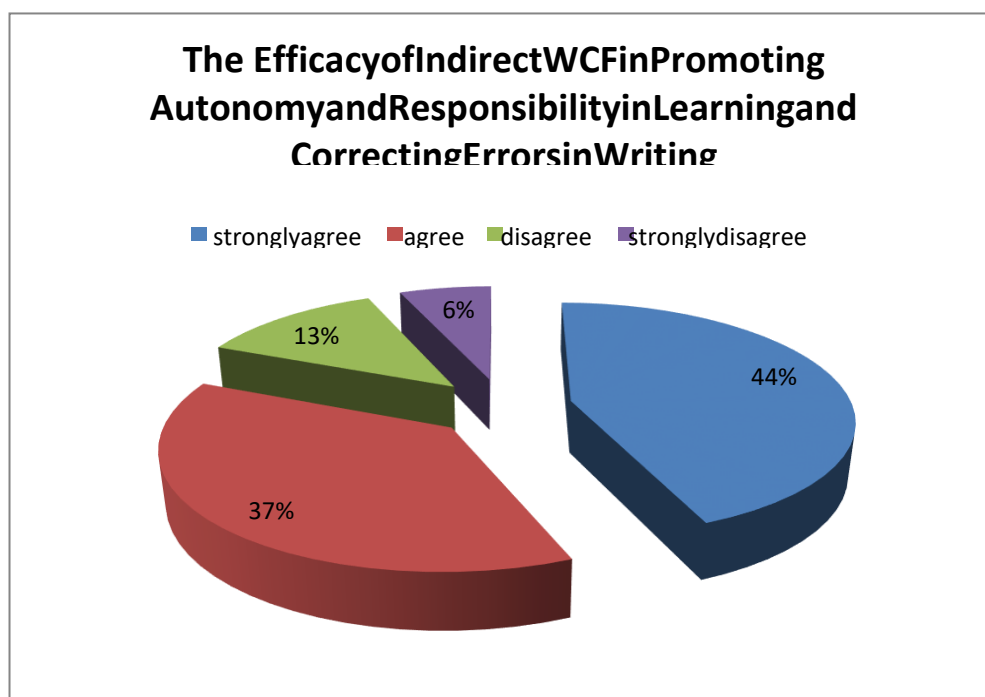 The EfficacyofIndirectWCFinPromoting
AutonomyandResponsibilityinLearningand
CorrectingErrorsinWriting
stronglyagree agree disagree stronglydisagree
6%
13%
44%
37%